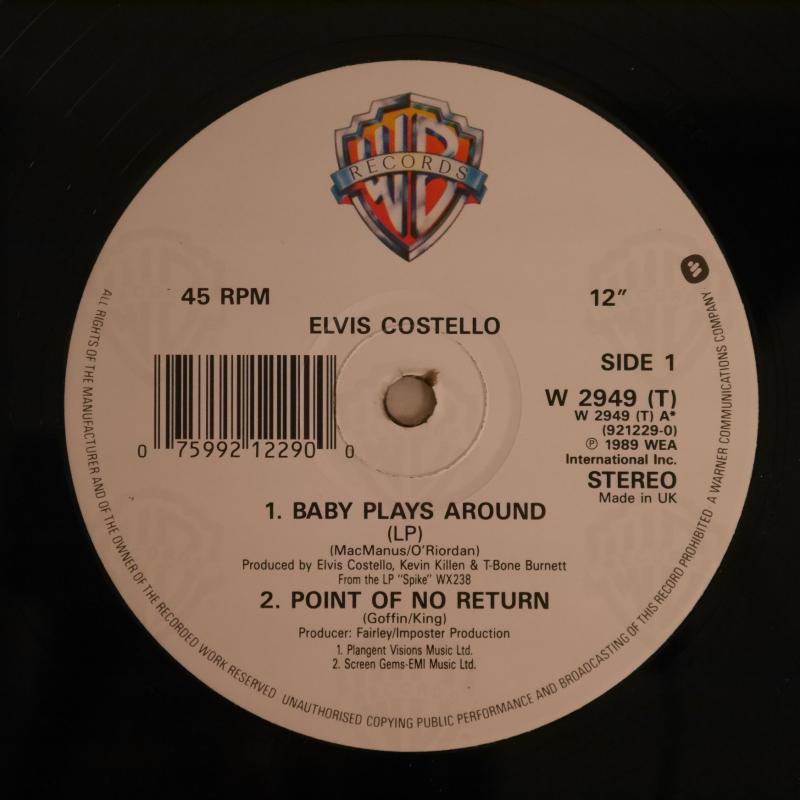 WB
RECORDS
45 RPM
12"
ELVIS COSTELLO
SIDE 1
W 2949 (T)
W 2949 (T) A*
(921229-0)
℗ 1989 WEA
International Inc.
STEREO
Made in UK
0 75992 12290 0
1. BABY PLAYS AROUND
(LP)
(MacManus/O'Riordan)
Produced by Elvis Costello, Kevin Killen & T-Bone Burnett
From the LP "Spike" WX238
2. POINT OF NO RETURN
(Goffin/King)
Producer: Fairley/Imposter Production
1. Plangent Visions Music Ltd.
2. Screen Gems-EMI Music Ltd.
ALL RIGHTS OF THE MANUFACTURER AND OF THE OWNER OF THE RECORDED WORK RESERVED UNAUTHORISED COPYING PUBLIC PERFORMANCE AND BROADCASTING OF THIS RECORD PROHIBITED A WARNER COMMUNICATIONS COMPANY